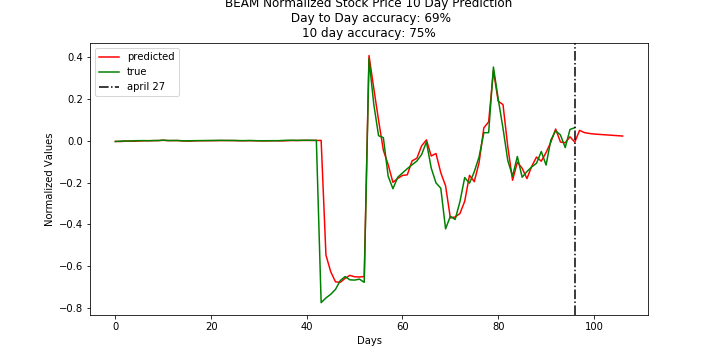 BEAM Normalized Stock Price 10 Day Prediction
Day to Day accuracy: 69%
10 day accuracy: 75%
predicted
true
april 27
Normalized Values
0.4
0.2
0.0
−0.2
−0.4
−0.6
−0.8
0
20
40
60
80
100
Days